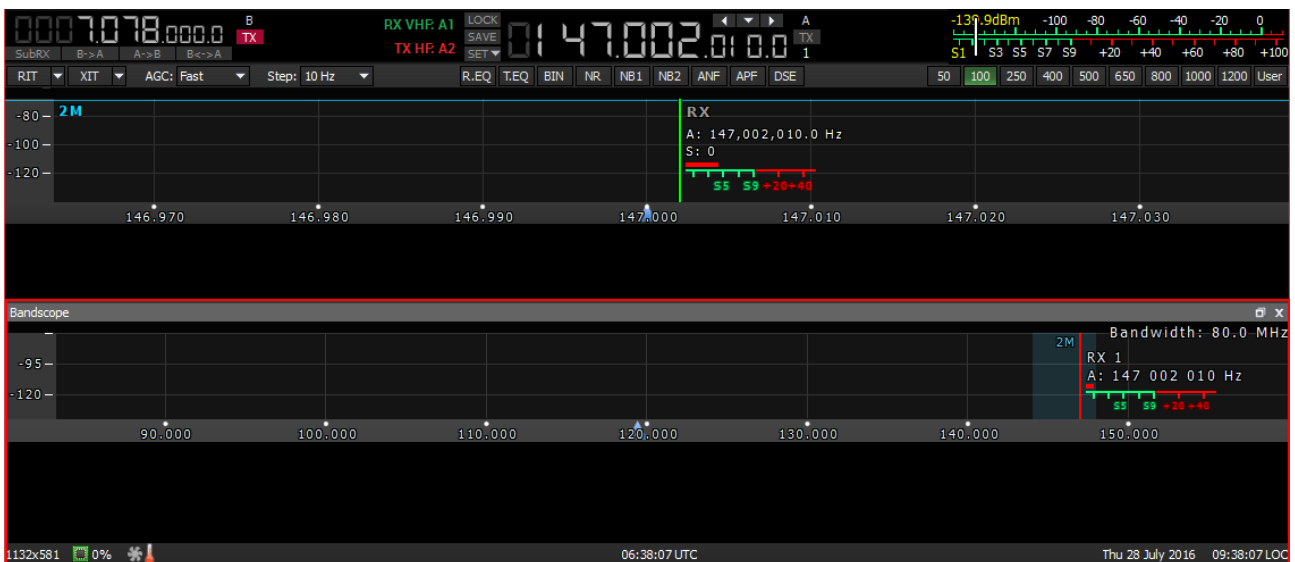 0007.078.000.0 B TX RX VHF: A1 LOCK SAVE SET 0147.002.010.0 A TX 1 -139.9dBm -100 -80 -60 -40 -20 0
SubRX B->A A->B B<->A TX HF: A2 S1 S3 S5 S7 S9 +20 +40 +60 +80 +100
RIT XIT AGC: Fast Step: 10 Hz R.EQ T.EQ BIN NR NB1 NB2 ANF APF DSE 50 100 250 400 500 650 800 1000 1200 User
-80 2M RX
A: 147,002,010.0 Hz
-100 S: 0
-120
S5 S9 +20 +40
146.970 146.980 146.990 147.000 147.010 147.020 147.030
Bandscope
2M Bandwidth: 80.0 MHz
-95 RX 1
A: 147 002 010 Hz
-120
S5 S9 +20 +40
90.000 100.000 110.000 120.000 130.000 140.000 150.000
1132x581 0% 06:38:07 UTC Thu 28 July 2016 09:38:07 LOC